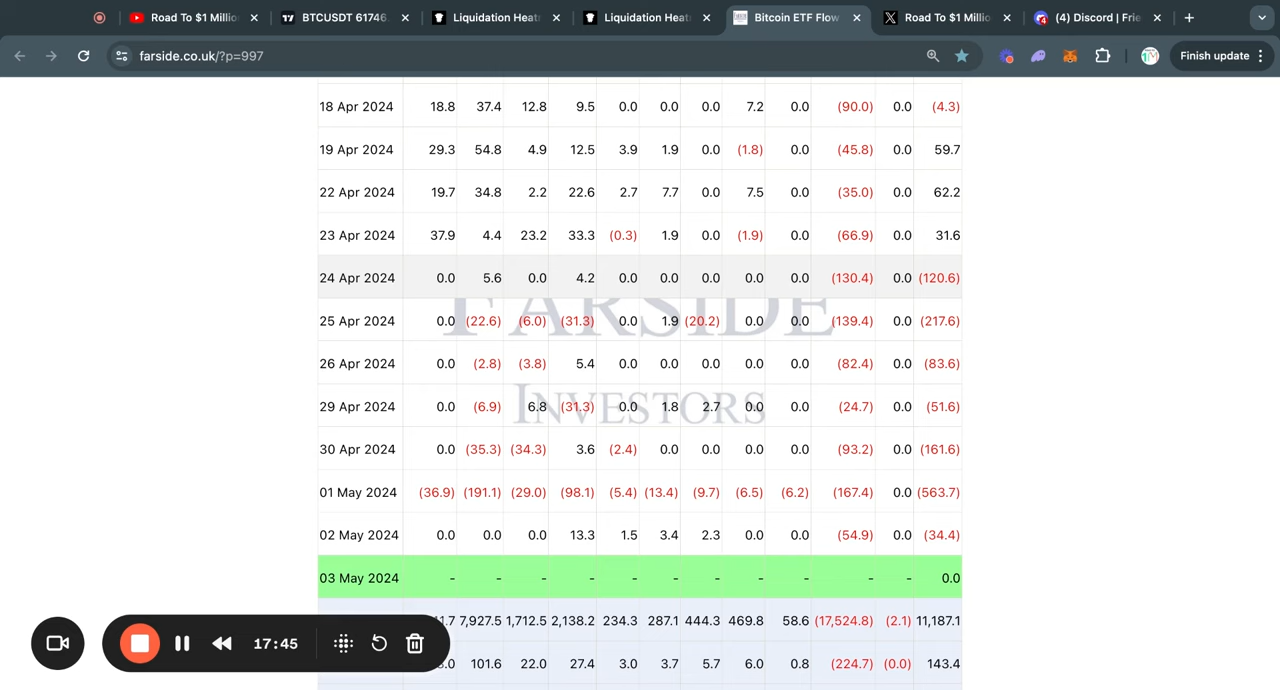 Road To $1 Millio
BTCUSDT 61746.
Liquidation Heat
Liquidation Heat
Bitcoin ETF Flow
Road To $1 Millio
(4) Discord | Frie
farside.co.uk/?p=997
Finish update
18 Apr 2024 18.8 37.4 12.8 9.5 0.0 0.0 0.0 7.2 0.0 (90.0) 0.0 (4.3)
19 Apr 2024 29.3 54.8 4.9 12.5 3.9 1.9 0.0 (1.8) 0.0 (45.8) 0.0 59.7
22 Apr 2024 19.7 34.8 2.2 22.6 2.7 7.7 0.0 7.5 0.0 (35.0) 0.0 62.2
23 Apr 2024 37.9 4.4 23.2 33.3 (0.3) 1.9 0.0 (1.9) 0.0 (66.9) 0.0 31.6
24 Apr 2024 0.0 5.6 0.0 4.2 0.0 0.0 0.0 0.0 0.0 (130.4) 0.0 (120.6)
FARSIDE
25 Apr 2024 0.0 (22.6) (6.0) (31.3) 0.0 1.9 (20.2) 0.0 0.0 (139.4) 0.0 (217.6)
26 Apr 2024 0.0 (2.8) (3.8) 5.4 0.0 0.0 0.0 0.0 0.0 (82.4) 0.0 (83.6)
INVESTORS
29 Apr 2024 0.0 (6.9) 6.8 (31.3) 0.0 1.8 2.7 0.0 0.0 (24.7) 0.0 (51.6)
30 Apr 2024 0.0 (35.3) (34.3) 3.6 (2.4) 0.0 0.0 0.0 0.0 (93.2) 0.0 (161.6)
01 May 2024 (36.9) (191.1) (29.0) (98.1) (5.4) (13.4) (9.7) (6.5) (6.2) (167.4) 0.0 (563.7)
02 May 2024 0.0 0.0 0.0 13.3 1.5 3.4 2.3 0.0 0.0 (54.9) 0.0 (34.4)
03 May 2024 - - - - - - - - - - - 0.0
1.7 7,927.5 1,712.5 2,138.2 234.3 287.1 444.3 469.8 58.6 (17,524.8) (2.1) 11,187.1
17:45
.0 101.6 22.0 27.4 3.0 3.7 5.7 6.0 0.8 (224.7) (0.0) 143.4